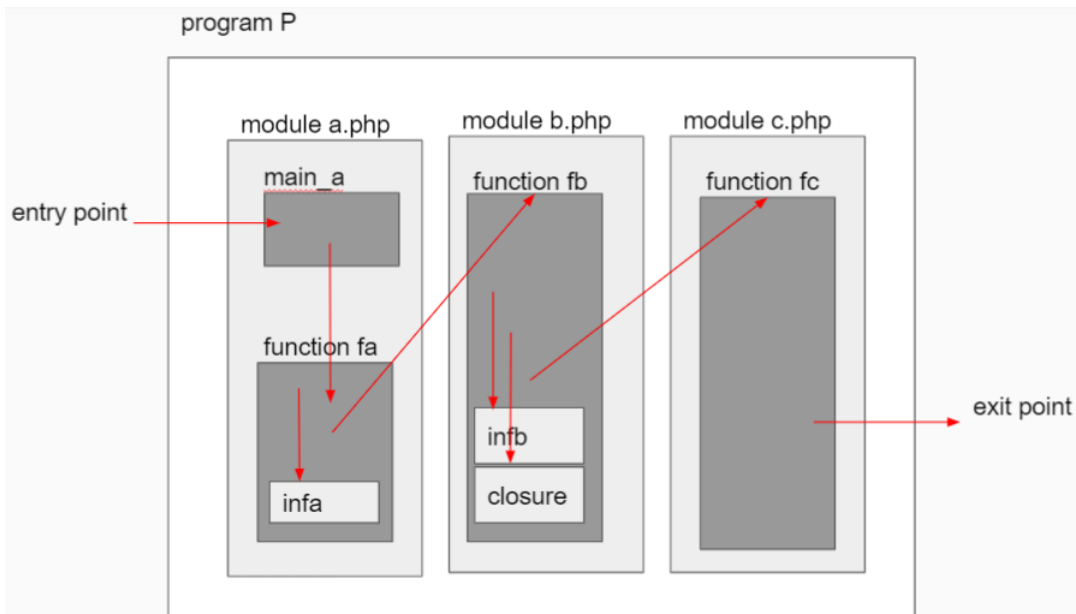 program P
module a.php
module b.php
module c.php
main_a
function fb
function fc
entry point
function fa
exit point
infb
infa
closure